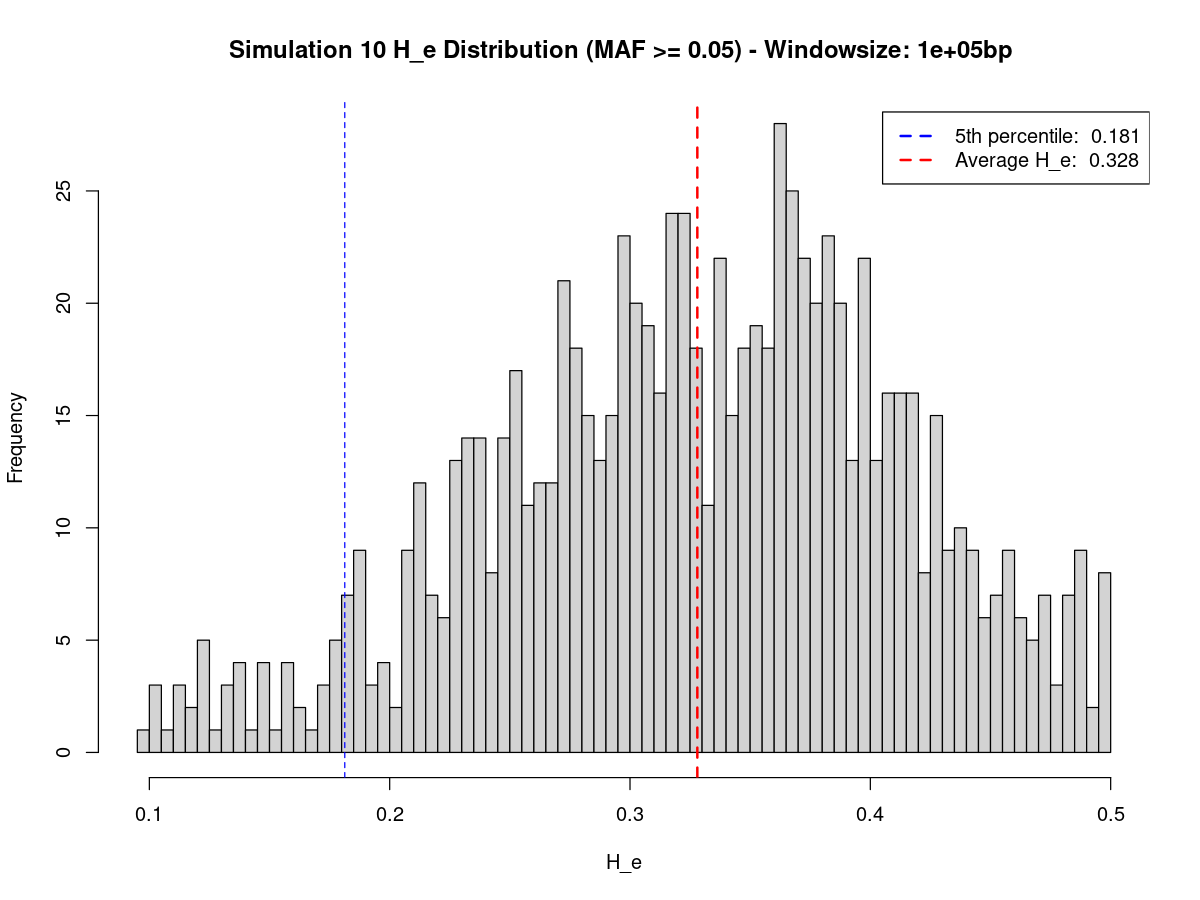 Simulation 10 H_e Distribution (MAF >= 0.05) - Windowsize: 1e+05bp
5th percentile:  0.181
Average H_e:  0.328
Frequency
25
20
15
10
5
0
0.1
0.2
0.3
0.4
0.5
H_e